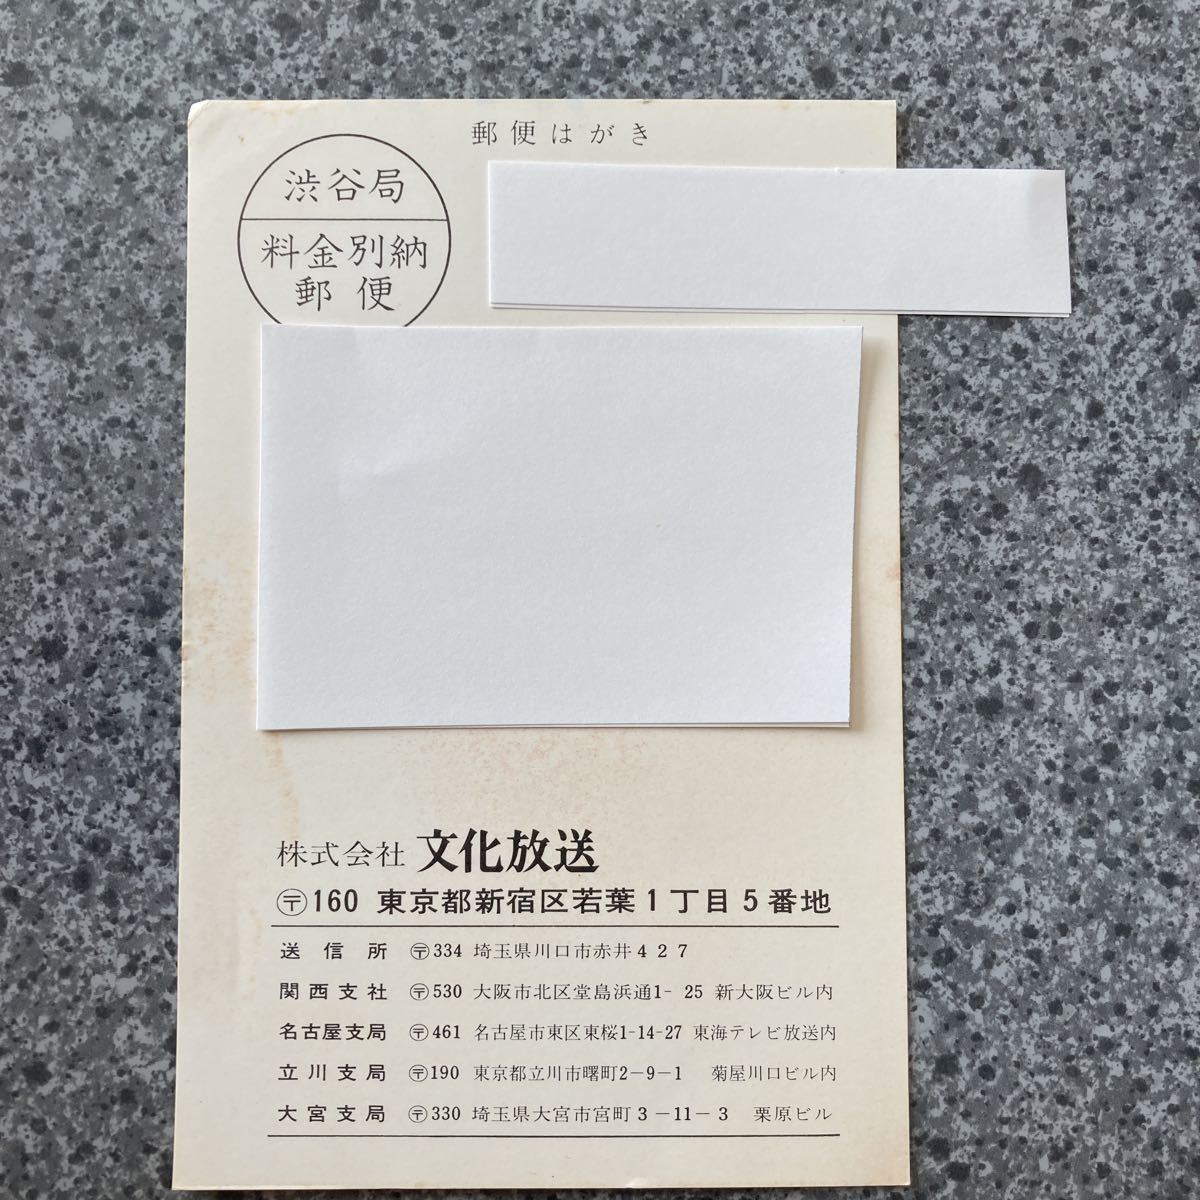 郵便はがき
渋谷局
料金別納
郵便
株式会社 文化放送
〒160 東京都新宿区若葉1丁目5番地
送信所 〒334 埼玉県川口市赤井427
関西支社 〒530 大阪市北区堂島浜通1-25 新大阪ビル内
名古屋支局 〒461 名古屋市東区東桜1-14-27 東海テレビ放送内
立川支局 〒190 東京都立川市曙町2-9-1 菊屋川口ビル内
大宮支局 〒330 埼玉県大宮市宮町3-11-3 栗原ビル